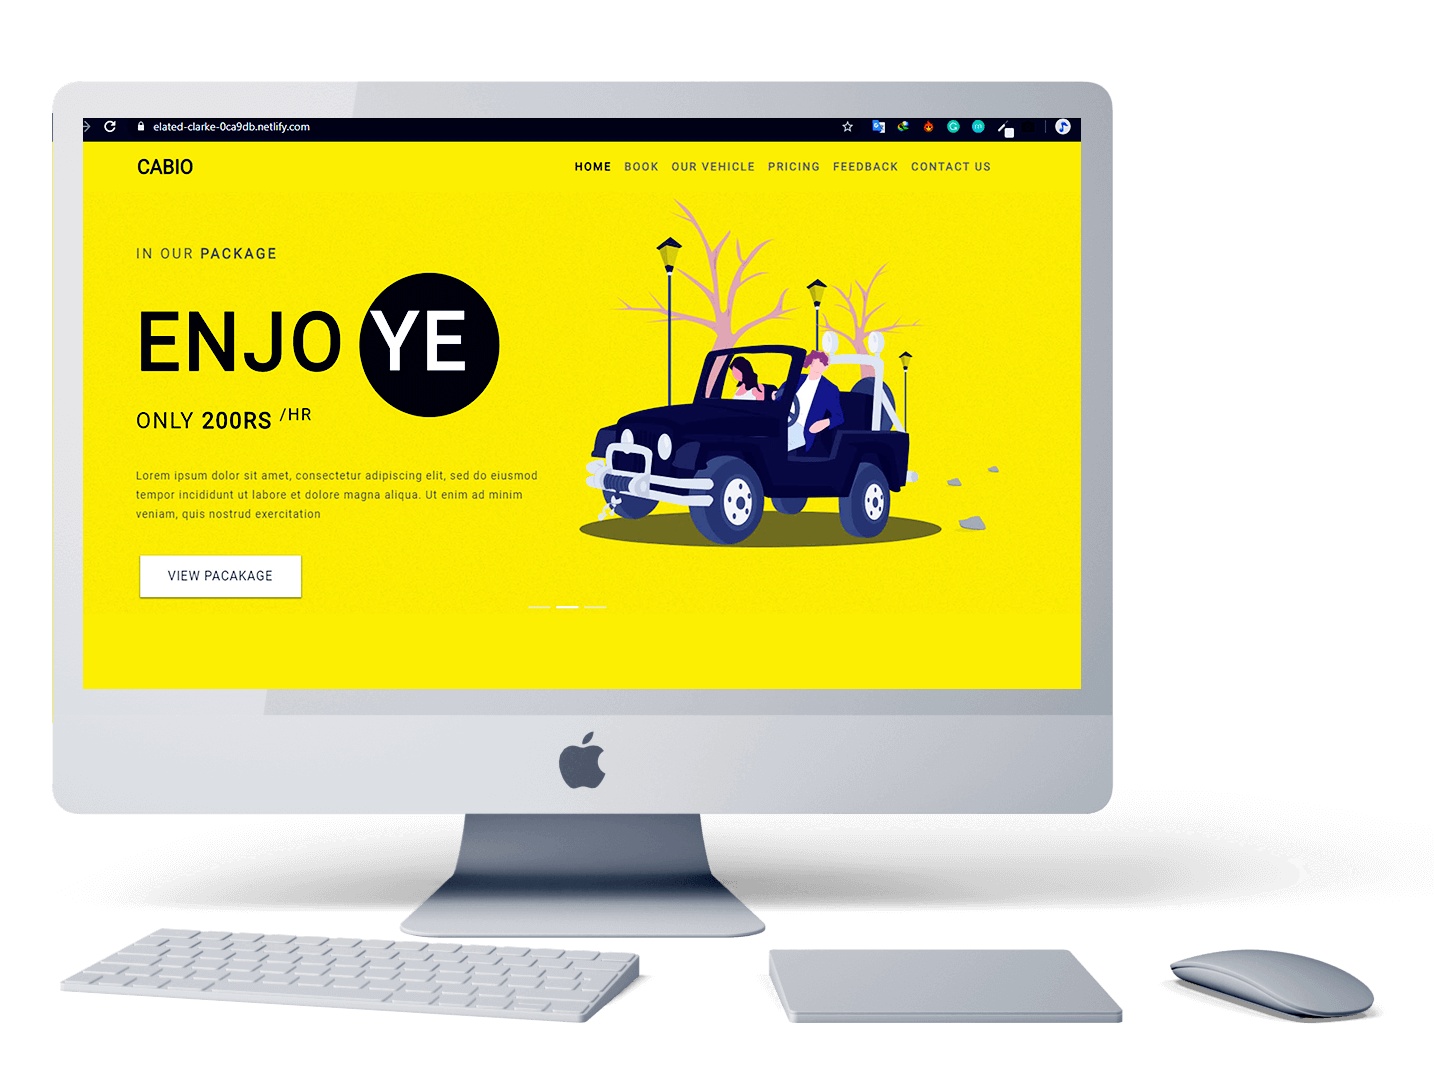 elated-clarke-0ca9db.netlify.com
CABIO
HOME BOOK OUR VEHICLE PRICING FEEDBACK CONTACT US
IN OUR PACKAGE
ENJO YE
ONLY 200RS /HR
Lorem ipsum dolor sit amet, consectetur adipiscing elit, sed do eiusmod
tempor incididunt ut labore et dolore magna aliqua. Ut enim ad minim
veniam, quis nostrud exercitation
VIEW PACAKAGE